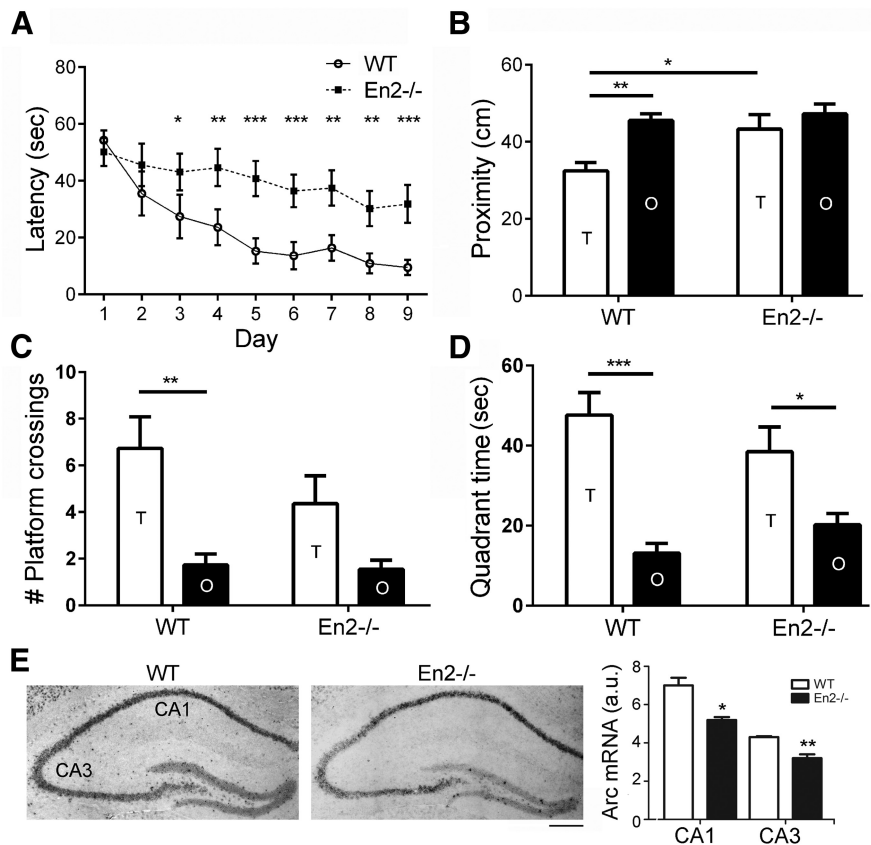 A
80
60
40
20
0
Latency (sec)
WT
En2-/-
* ** *** *** ** ** ***
1 2 3 4 5 6 7 8 9
Day
B
60
40
20
0
Proximity (cm)
*
**
T O T O
WT En2-/-
C
10
8
6
4
2
0
# Platform crossings
**
T O T O
WT En2-/-
D
60
40
20
0
Quadrant time (sec)
***
*
T O T O
WT En2-/-
E
WT
CA1
CA3
En2-/-
8
6
4
2
0
Arc mRNA (a.u.)
WT
En2-/-
*
**
CA1 CA3